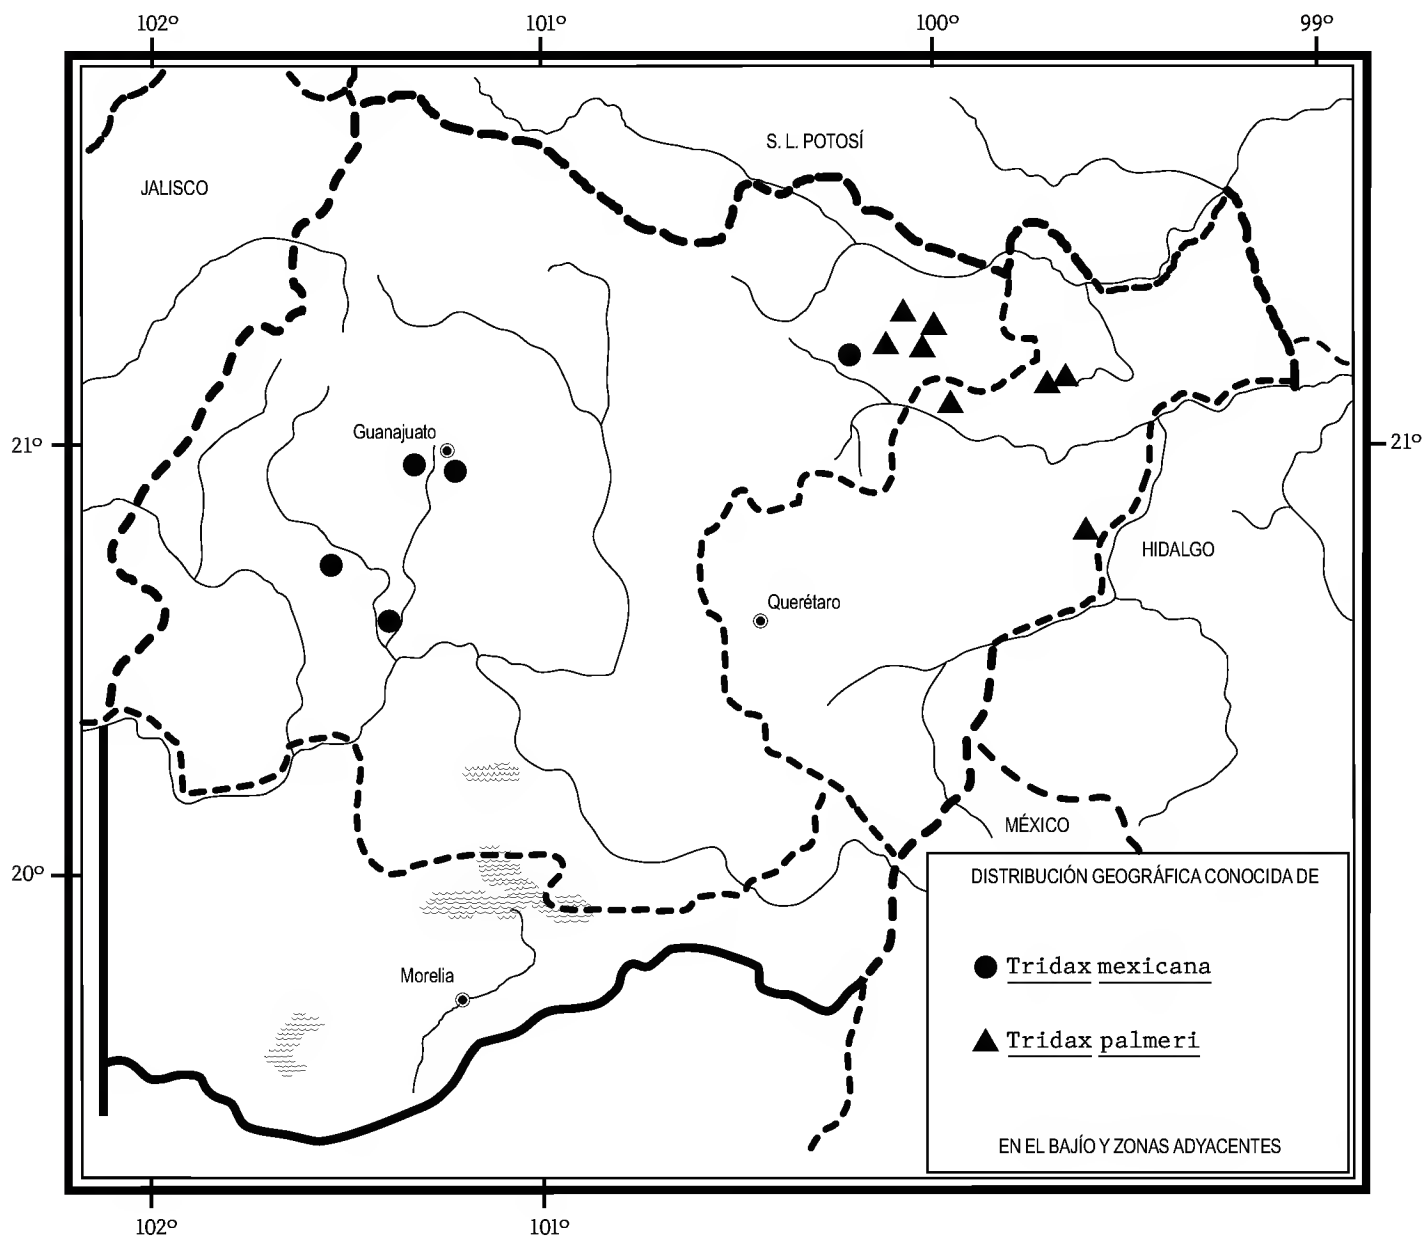 102º 101º 100º 99º
S. L. POTOSÍ
JALISCO
Guanajuato
21º 21º
HIDALGO
Querétaro
MÉXICO
20º
DISTRIBUCIÓN GEOGRÁFICA CONOCIDA DE
Tridax mexicana
Morelia
Tridax palmeri
EN EL BAJÍO Y ZONAS ADYACENTES
102º 101º